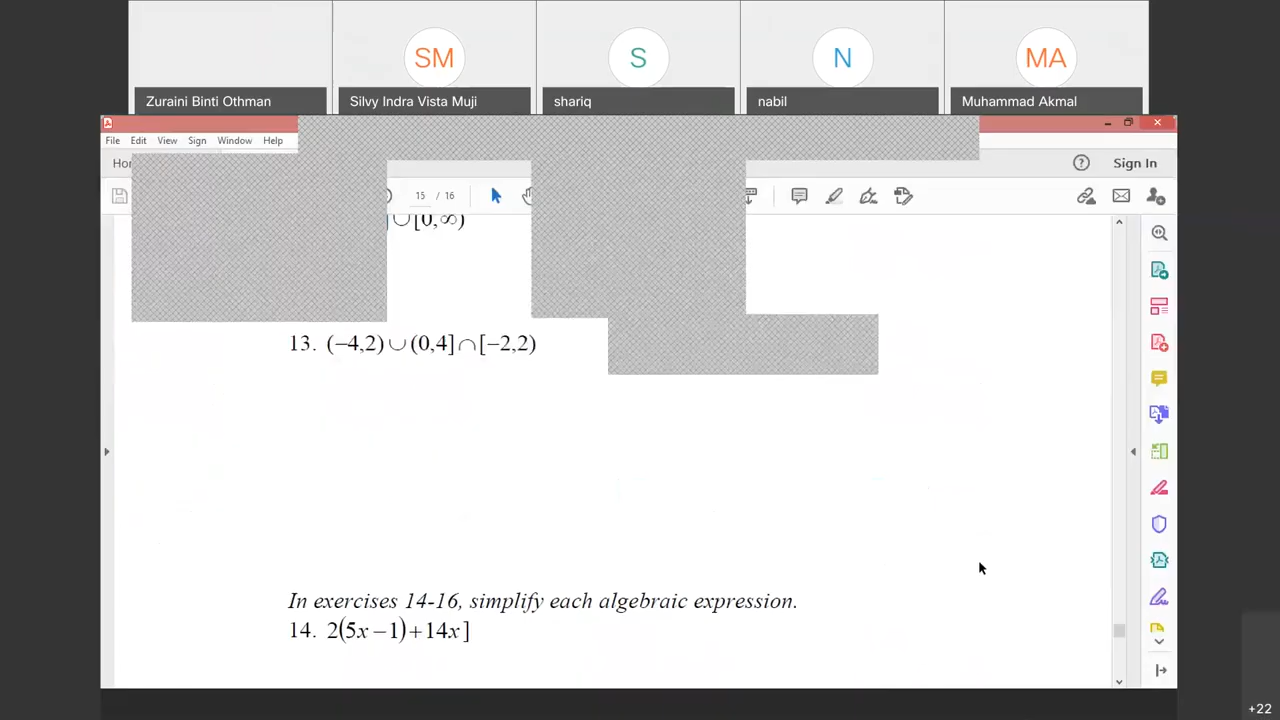 SM
S
N
MA
Zuraini Binti Othman
Silvy Indra Vista Muji
shariq
nabil
Muhammad Akmal
File Edit View Sign Window Help
Sign In
15 / 16
∪[0,∞)
13. (−4,2)∪(0,4]∩[−2,2)
In exercises 14-16, simplify each algebraic expression.
14. 2(5x−1)+14x]
+22